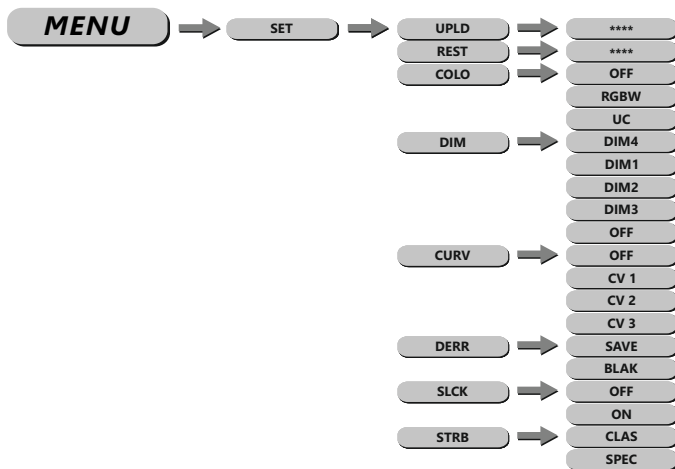 MENU SET UPLD ****
REST ****
COLO OFF
RGBW
UC
DIM DIM4
DIM1
DIM2
DIM3
OFF
CURV OFF
CV 1
CV 2
CV 3
DERR SAVE
BLAK
SLCK OFF
ON
STRB CLAS
SPEC